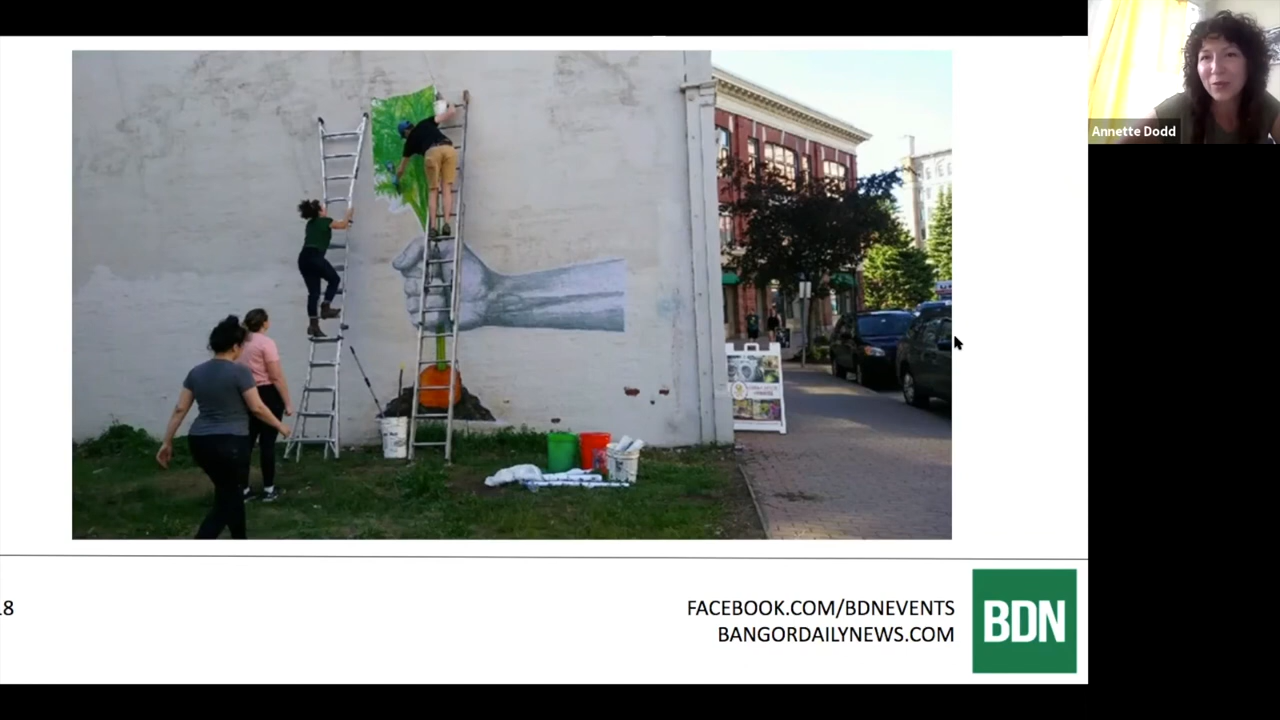 Annette Dodd
.8
FACEBOOK.COM/BDNEVENTS
BANGORDAILYNEWS.COM
BDN